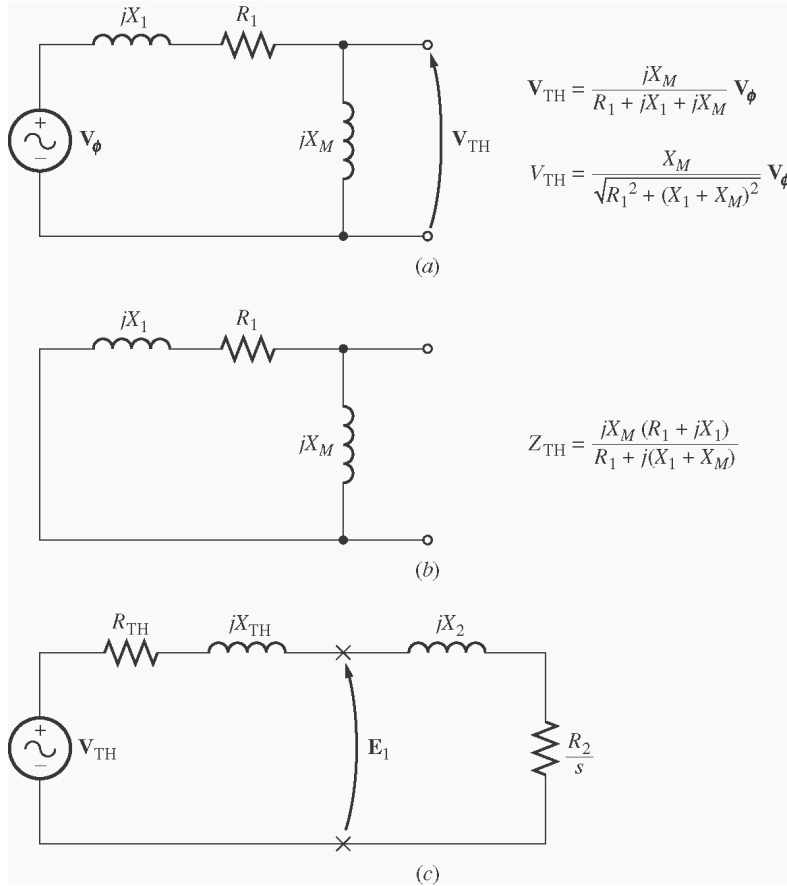 jX₁ R₁
+
−
V_ϕ
jX_M
V_TH
V_TH = jX_M / (R₁ + jX₁ + jX_M) V_ϕ
V_TH = X_M / √(R₁² + (X₁ + X_M)²) V_ϕ
(a)
jX₁ R₁
jX_M
Z_TH = jX_M (R₁ + jX₁) / (R₁ + j(X₁ + X_M))
(b)
R_TH jX_TH jX₂
+
−
V_TH
E₁
R₂ / s
(c)